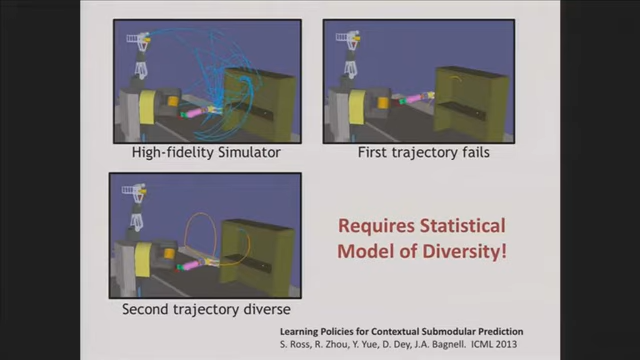 High-fidelity Simulator
First trajectory fails
Second trajectory diverse
Requires Statistical
Model of Diversity!
Learning Policies for Contextual Submodular Prediction
S. Ross, R. Zhou, Y. Yue, D. Dey, J.A. Bagnell. ICML 2013